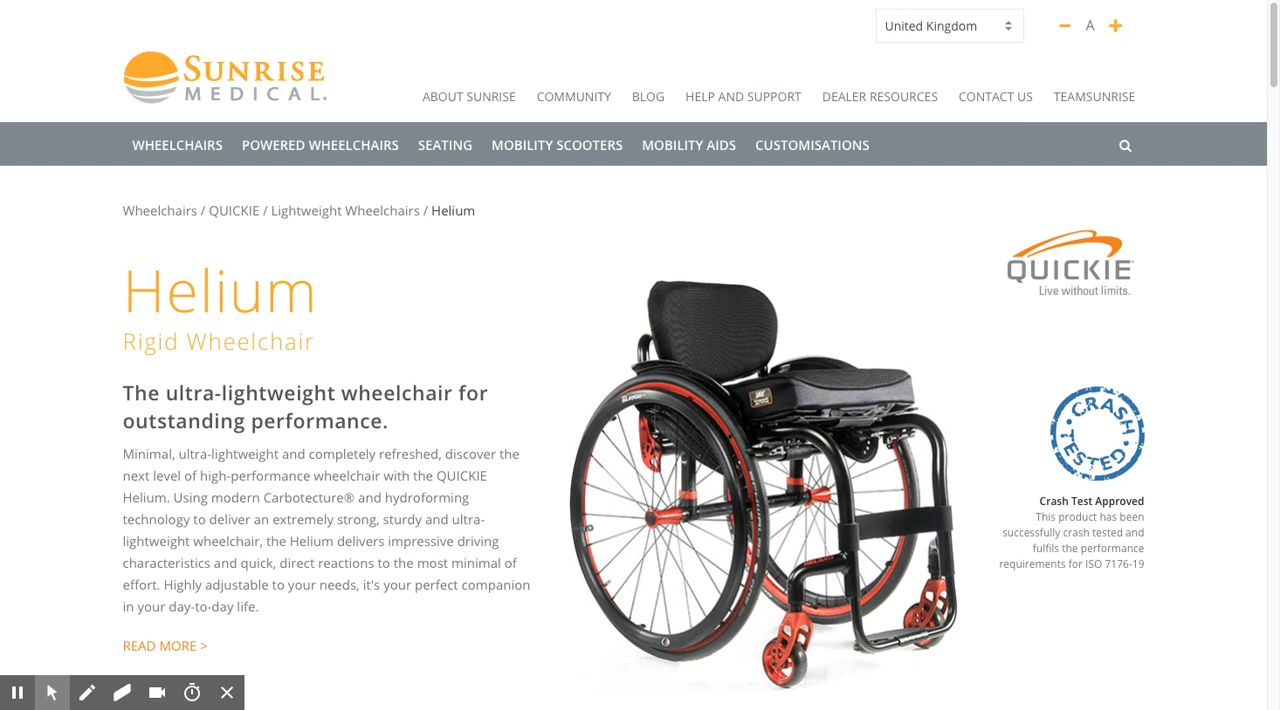 United Kingdom
A
SUNRISE
MEDICAL.
ABOUT SUNRISE COMMUNITY BLOG HELP AND SUPPORT DEALER RESOURCES CONTACT US TEAMSUNRISE
WHEELCHAIRS POWERED WHEELCHAIRS SEATING MOBILITY SCOOTERS MOBILITY AIDS CUSTOMISATIONS
Wheelchairs / QUICKIE / Lightweight Wheelchairs / Helium
QUICKIE
Live without limits.
Helium
Rigid Wheelchair
The ultra-lightweight wheelchair for
outstanding performance.
Minimal, ultra-lightweight and completely refreshed, discover the
next level of high-performance wheelchair with the QUICKIE
Helium. Using modern Carbotecture® and hydroforming
technology to deliver an extremely strong, sturdy and ultra-
lightweight wheelchair, the Helium delivers impressive driving
characteristics and quick, direct reactions to the most minimal of
effort. Highly adjustable to your needs, it's your perfect companion
in your day-to-day life.
READ MORE >
JAY
CRASH
TESTED
Crash Test Approved
This product has been
successfully crash tested and
fulfils the performance
requirements for ISO 7176-19